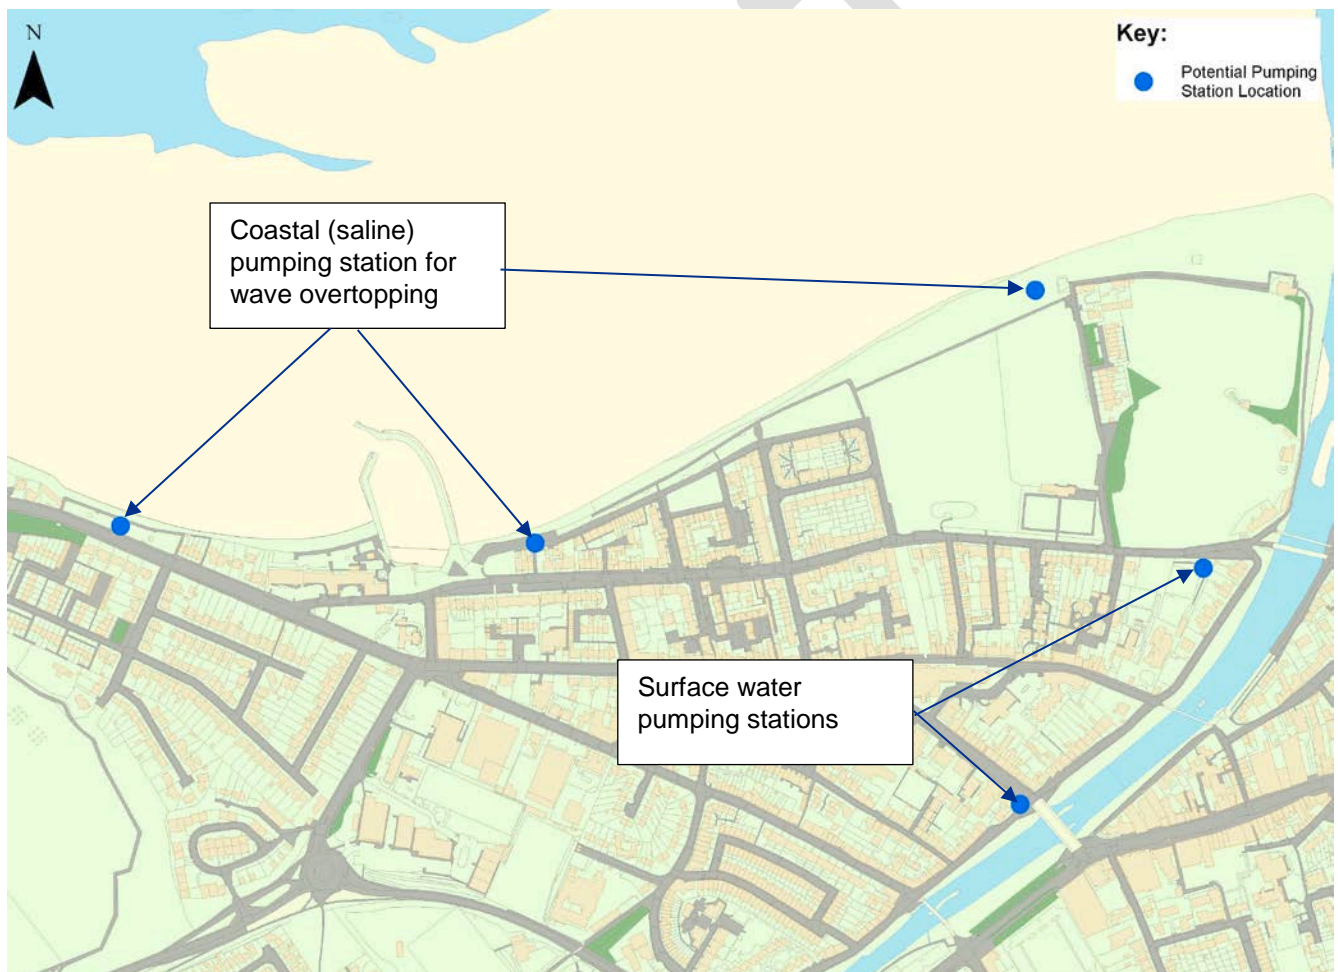 N
Key:
Potential Pumping
Station Location
Coastal (saline)
pumping station for
wave overtopping
Surface water
pumping stations